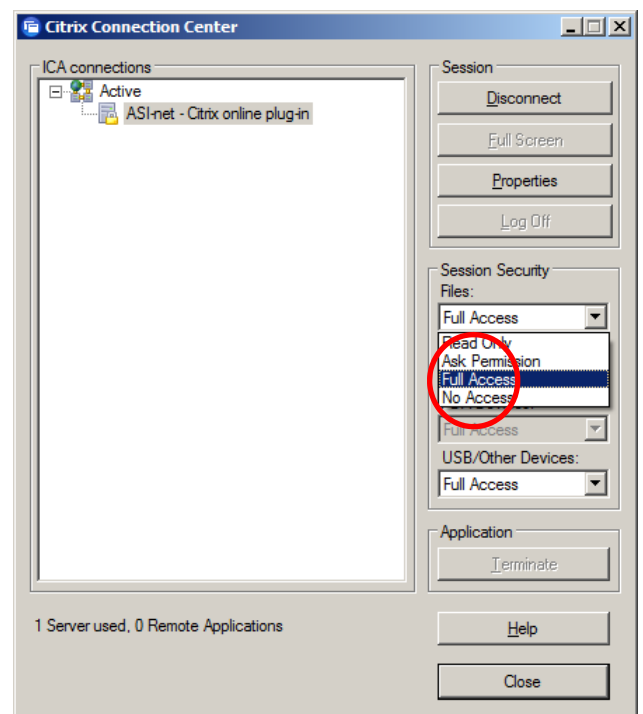 Citrix Connection Center
ICA connections
Active
ASI-net - Citrix online plug-in
Session
Disconnect
Full Screen
Properties
Log Off
Session Security
Files:
Full Access
Read Only
Ask Permission
Full Access
No Access
Full Access
USB/Other Devices:
Full Access
Application
Terminate
1 Server used, 0 Remote Applications
Help
Close